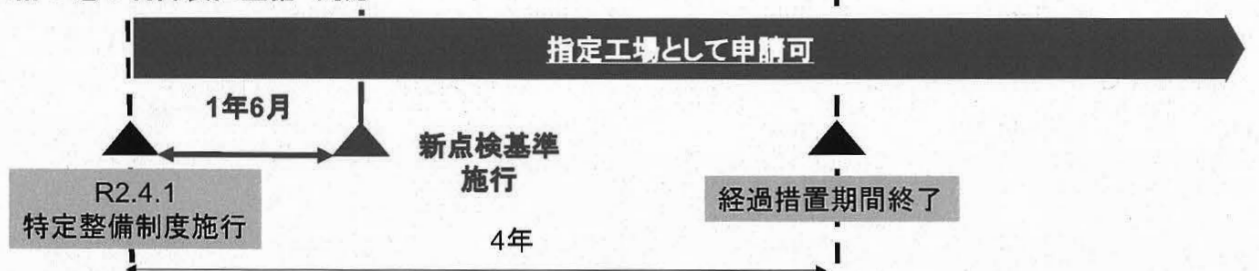 指定工場として申請可
1年6月
新点検基準
施行
R2.4.1
特定整備制度施行
経過措置期間終了
4年